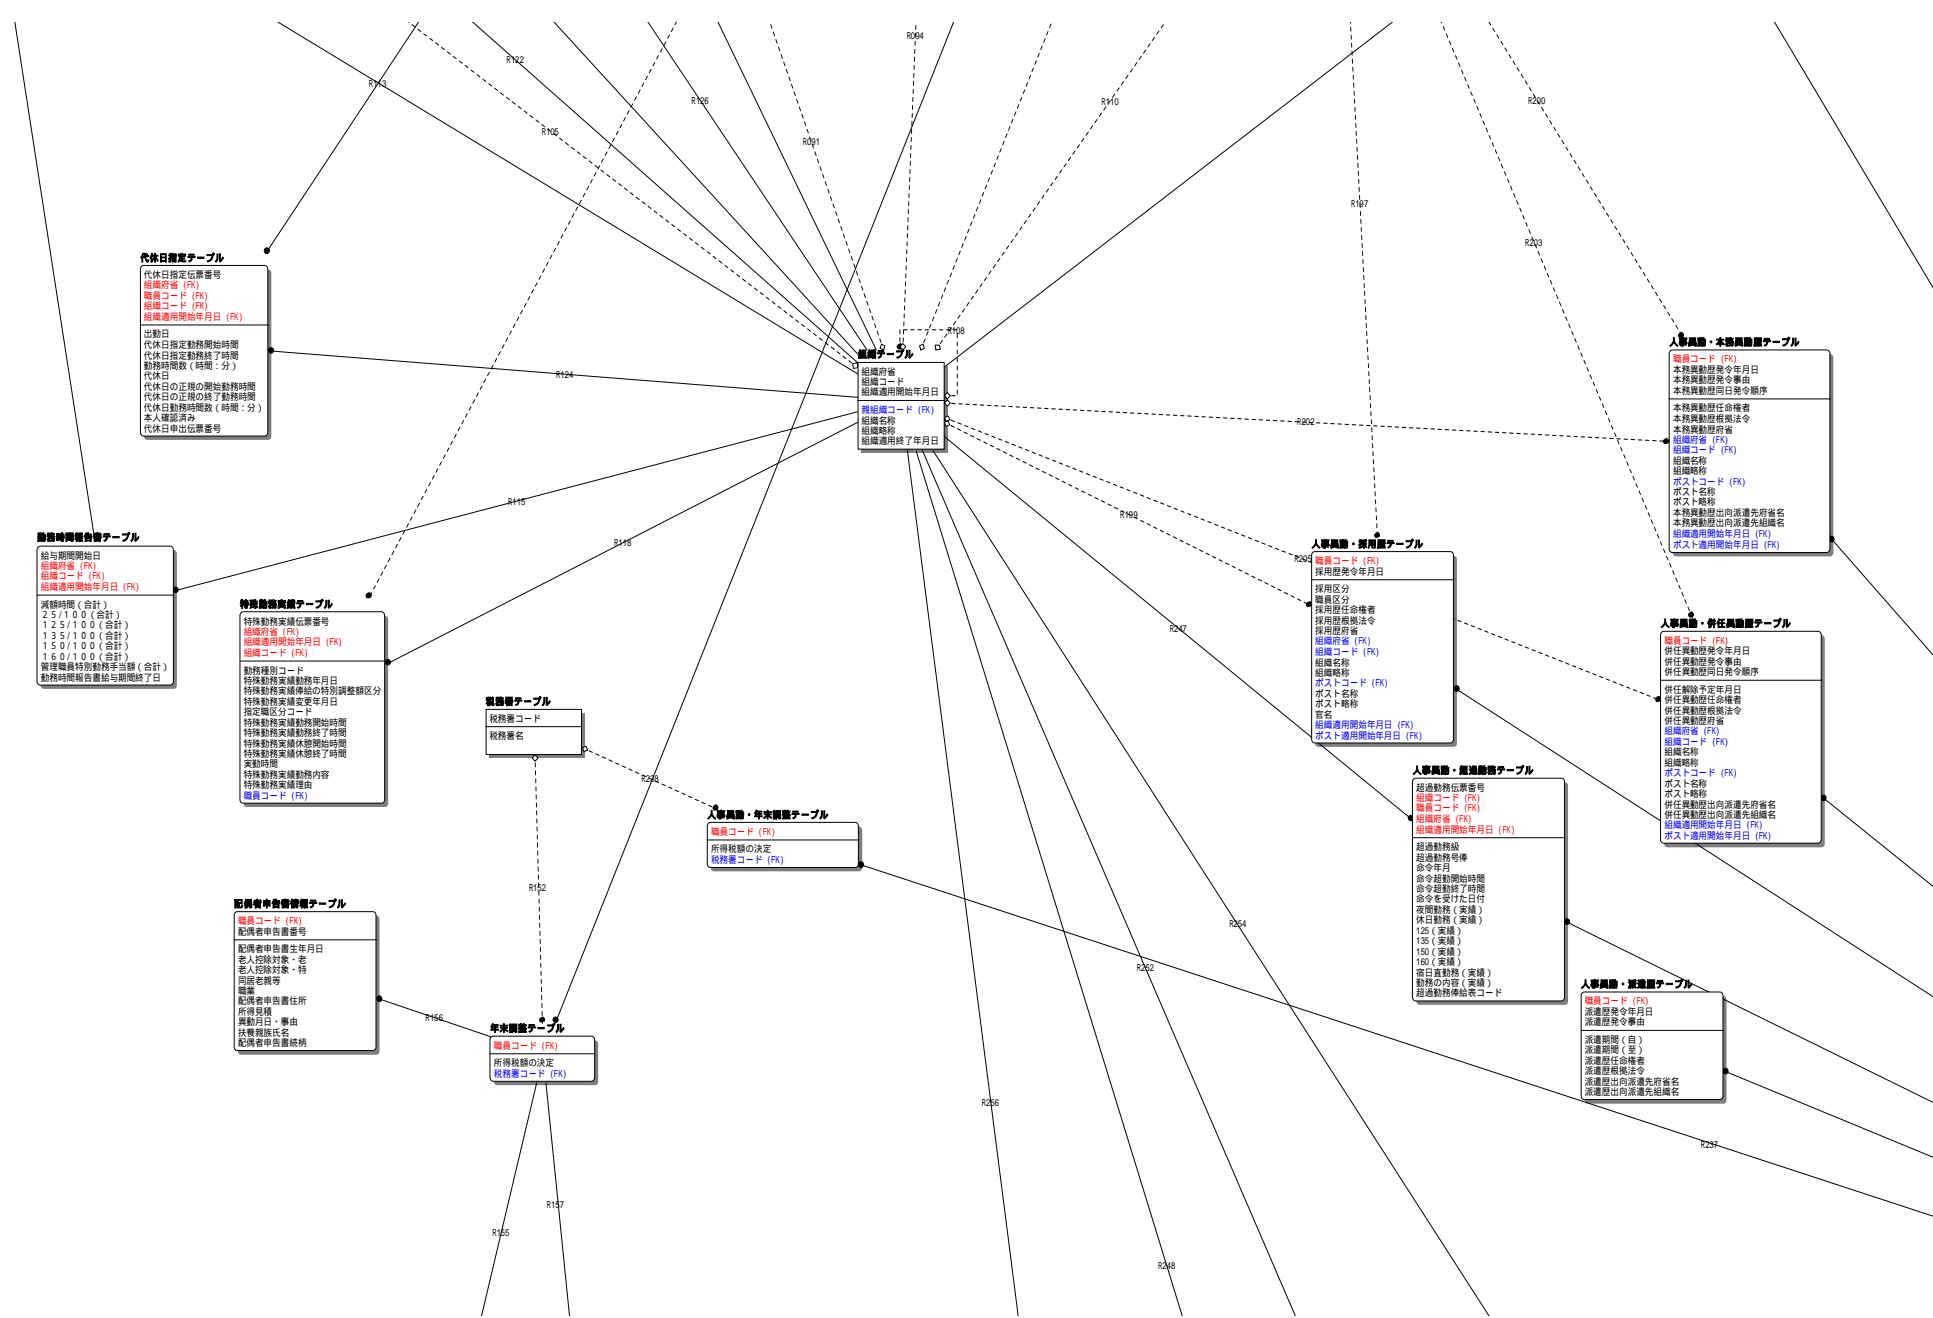 R094
R122
R113
R126
R110
R200
R105
R091
R197
R203
代休日指定テーブル
代休日指定伝票番号
組織府省 (FK)
職員コード (FK)
組織コード (FK)
組織適用開始年月日 (FK)
出勤日
代休日指定勤務開始時間
代休日指定勤務終了時間
勤務時間数(時間:分)
代休日
代休日の正規の開始勤務時間
代休日の正規の終了勤務時間
代休日勤務時間数(時間:分)
本人確認済み
代休日申出伝票番号
R124
R108
組織テーブル
組織府省
組織コード
組織適用開始年月日
親組織コード (FK)
組織名称
組織略称
組織適用終了年月日
R202
人事異動・本務異動歴テーブル
職員コード (FK)
本務異動歴発令年月日
本務異動歴発令事由
本務異動歴同日発令順序
本務異動歴任命権者
本務異動歴根拠法令
本務異動歴府省
組織府省 (FK)
組織コード (FK)
組織名称
組織略称
ポストコード (FK)
ポスト名称
ポスト略称
本務異動歴出向派遣先府省名
本務異動歴出向派遣先組織名
組織適用開始年月日 (FK)
ポスト適用開始年月日 (FK)
R115
R118
R199
R205
R247
勤務時間報告書テーブル
給与期間開始日
組織府省 (FK)
組織コード (FK)
組織適用開始年月日 (FK)
減額時間(合計)
25/100(合計)
125/100(合計)
135/100(合計)
150/100(合計)
160/100(合計)
管理職員特別勤務手当額(合計)
勤務時間報告書給与期間終了日
特殊勤務実績テーブル
特殊勤務実績伝票番号
組織府省 (FK)
組織適用開始年月日 (FK)
組織コード (FK)
勤務種別コード
特殊勤務実績勤務年月日
特殊勤務実績俸給の特別調整額区分
特殊勤務実績変更年月日
指定職区分コード
特殊勤務実績勤務開始時間
特殊勤務実績勤務終了時間
特殊勤務実績休憩開始時間
特殊勤務実績休憩終了時間
実動時間
特殊勤務実績勤務内容
特殊勤務実績理由
職員コード (FK)
人事異動・採用歴テーブル
職員コード (FK)
採用歴発令年月日
採用区分
職員区分
採用歴任命権者
採用歴根拠法令
採用歴府省
組織府省 (FK)
組織コード (FK)
組織名称
組織略称
ポストコード (FK)
ポスト名称
ポスト略称
官名
組織適用開始年月日 (FK)
ポスト適用開始年月日 (FK)
人事異動・併任異動歴テーブル
職員コード (FK)
併任異動歴発令年月日
併任異動歴発令事由
併任異動歴同日発令順序
併任解除予定年月日
併任異動歴任命権者
併任異動歴根拠法令
併任異動歴府省
組織府省 (FK)
組織コード (FK)
組織名称
組織略称
ポストコード (FK)
ポスト名称
ポスト略称
併任異動歴出向派遣先府省名
併任異動歴出向派遣先組織名
組織適用開始年月日 (FK)
ポスト適用開始年月日 (FK)
税務署テーブル
税務署コード
税務署名
R238
人事異動・年末調整テーブル
職員コード (FK)
所得税額の決定
税務署コード (FK)
人事異動・超過勤務テーブル
超過勤務伝票番号
組織コード (FK)
職員コード (FK)
組織府省 (FK)
組織適用開始年月日 (FK)
超過勤務級
超過勤務号俸
命令年月
命令超勤開始時間
命令超勤終了時間
命令を受けた日付
夜間勤務(実績)
休日勤務(実績)
125(実績)
135(実績)
150(実績)
160(実績)
宿日直勤務(実績)
勤務の内容(実績)
超過勤務俸給表コード
R152
R254
R252
配偶者申告書情報テーブル
職員コード (FK)
配偶者申告書番号
配偶者申告書生年月日
老人控除対象・老
老人控除対象・特
同居老親等
職業
配偶者申告書住所
所得見積
異動月日・事由
扶養親族氏名
配偶者申告書続柄
R156
年末調整テーブル
職員コード (FK)
所得税額の決定
税務署コード (FK)
人事異動・派遣歴テーブル
職員コード (FK)
派遣歴発令年月日
派遣歴発令事由
派遣期間(自)
派遣期間(至)
派遣歴任命権者
派遣歴根拠法令
派遣歴出向派遣先府省名
派遣歴出向派遣先組織名
R256
R237
R157
R155
R248